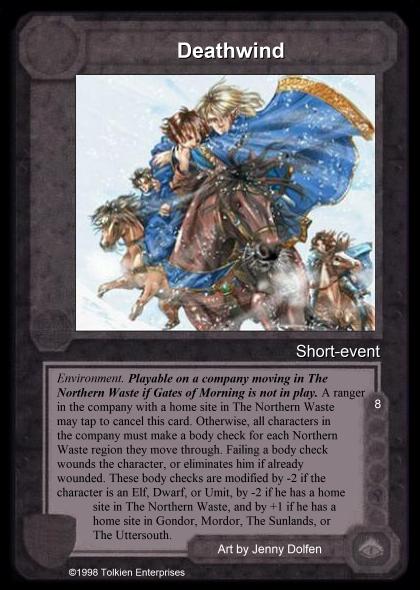 Deathwind
Short-event
Environment. Playable on a company moving in The
Northern Waste if Gates of Morning is not in play. A ranger
in the company with a home site in The Northern Waste
may tap to cancel this card. Otherwise, all characters in
the company must make a body check for each Northern
Waste region they move through. Failing a body check
wounds the character, or eliminates him if already
wounded. These body checks are modified by -2 if the
character is an Elf, Dwarf, or Umit, by -2 if he has a home
site in The Northern Waste, and by +1 if he has a
home site in Gondor, Mordor, The Sunlands, or
The Uttersouth.
8
Art by Jenny Dolfen
©1998 Tolkien Enterprises